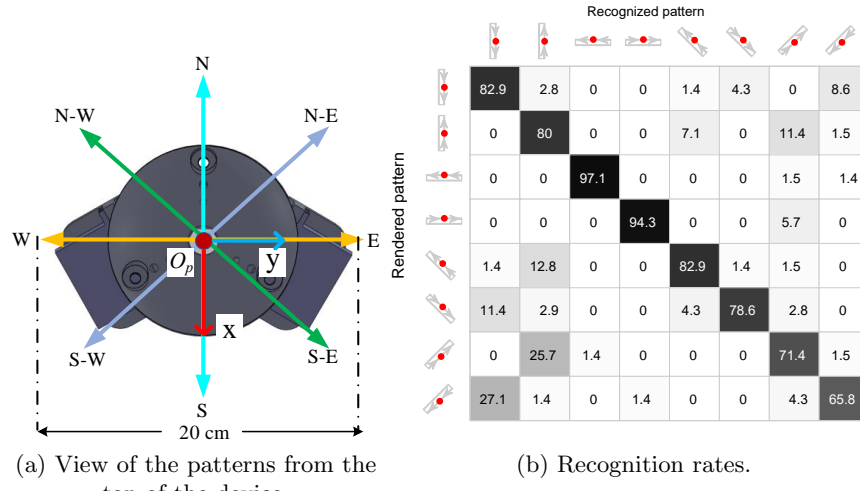 N
N-W
N-E
W
E
O_p
y
x
S-W
S-E
S
20 cm
(a) View of the patterns from the
top of the device
Recognized pattern
Rendered pattern
82.9 2.8 0 0 1.4 4.3 0 8.6
0 80 0 0 7.1 0 11.4 1.5
0 0 97.1 0 0 0 1.5 1.4
0 0 0 94.3 0 0 5.7 0
1.4 12.8 0 0 82.9 1.4 1.5 0
11.4 2.9 0 0 4.3 78.6 2.8 0
0 25.7 1.4 0 0 0 71.4 1.5
27.1 1.4 0 1.4 0 0 4.3 65.8
(b) Recognition rates.